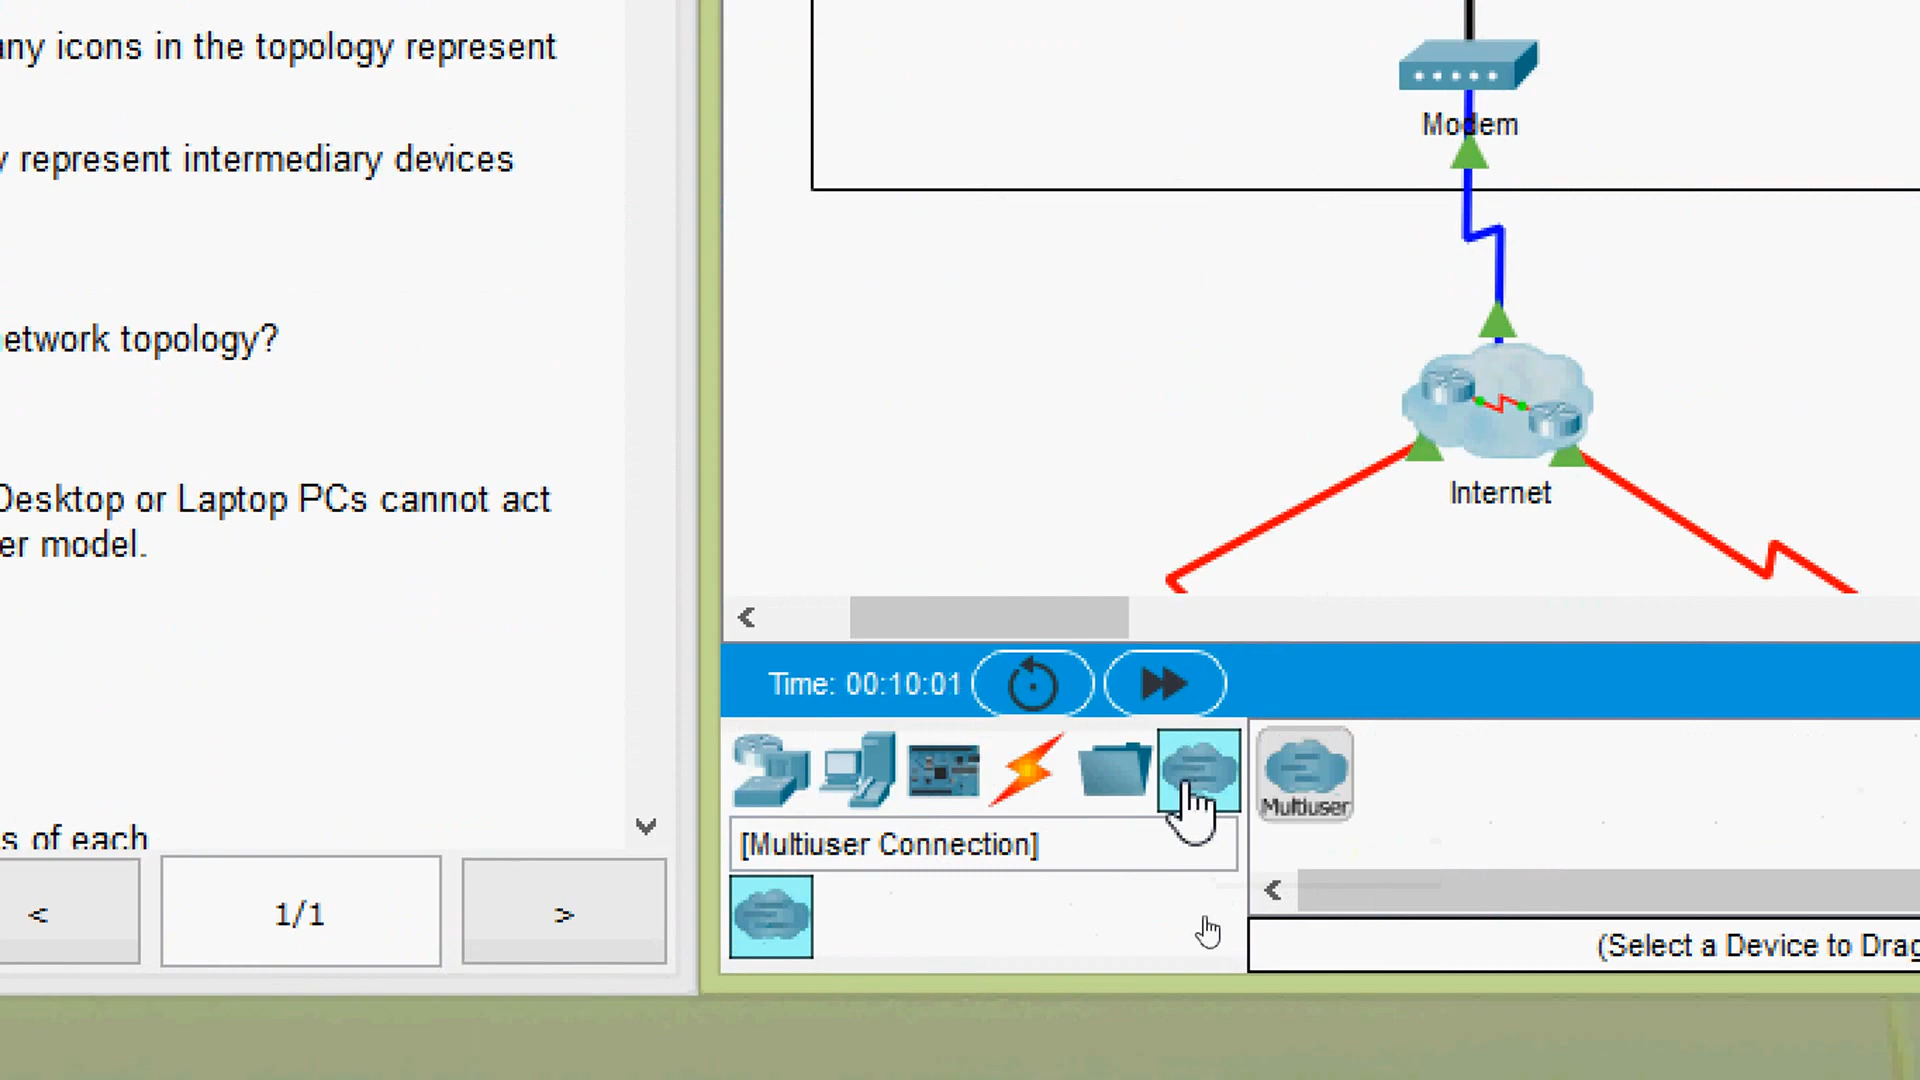 any icons in the topology represent
y represent intermediary devices
etwork topology?
Desktop or Laptop PCs cannot act
er model.
s of each
<
1/1
>
Modem
Internet
<
Time: 00:10:01
[Multiuser Connection]
Multiuser
<
(Select a Device to Drag